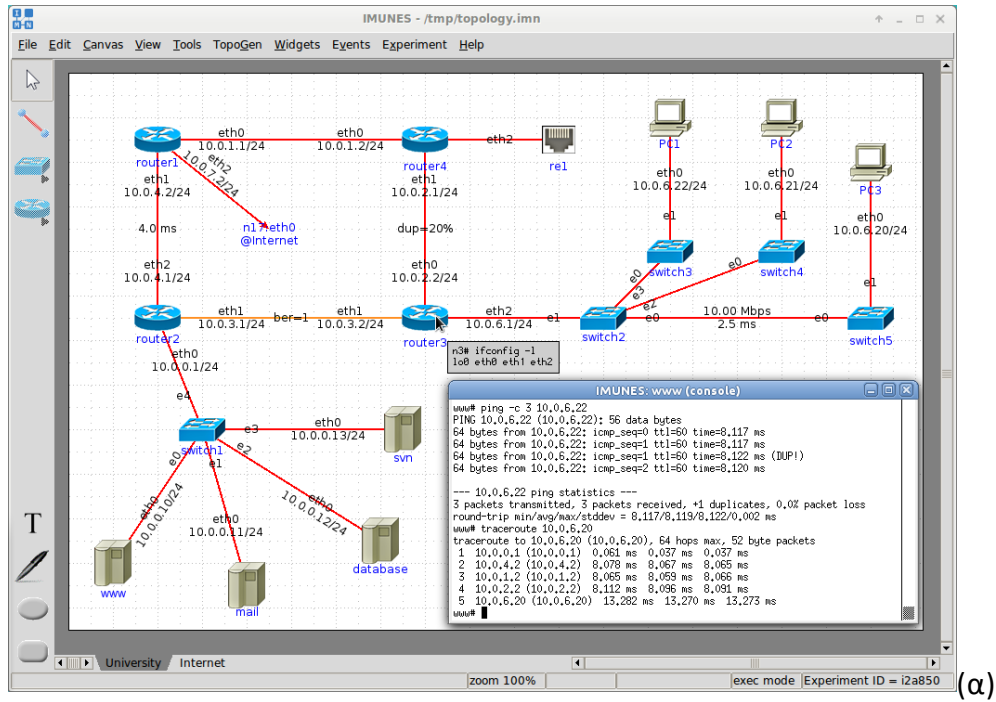 IMUNES - /tmp/topology.imn
File Edit Canvas View Tools TopoGen Widgets Events Experiment Help
eth0
10.0.1.1/24
eth0
10.0.1.2/24
eth2
router1
router4
re1
PC1
PC2
PC3
eth2
10.0.7.2/24
eth1
10.0.4.2/24
eth1
10.0.2.1/24
eth0
10.0.6.22/24
eth0
10.0.6.21/24
eth0
10.0.6.20/24
4.0 ms
n17:eth0
@Internet
dup=20%
e1
e1
e1
eth2
10.0.4.1/24
eth0
10.0.2.2/24
switch3
switch4
e0
e0
e3
e2
router2
eth1
10.0.3.1/24
ber=1
eth1
10.0.3.2/24
router3
eth2
10.0.6.1/24
e1
switch2
e0
10.00 Mbps
2.5 ms
e0
switch5
n3# ifconfig -l
lo0 eth0 eth1 eth2
eth0
10.0.0.1/24
e4
switch1
e3
eth0
10.0.0.13/24
svn
e2
e0
e1
eth0
10.0.0.10/24
eth0
10.0.0.11/24
eth0
10.0.0.12/24
www
mail
database
IMUNES: www (console)
www# ping -c 3 10.0.6.22
PING 10.0.6.22 (10.0.6.22): 56 data bytes
64 bytes from 10.0.6.22: icmp_seq=0 ttl=60 time=8.117 ms
64 bytes from 10.0.6.22: icmp_seq=1 ttl=60 time=8.117 ms
64 bytes from 10.0.6.22: icmp_seq=1 ttl=60 time=8.122 ms (DUP!)
64 bytes from 10.0.6.22: icmp_seq=2 ttl=60 time=8.120 ms
--- 10.0.6.22 ping statistics ---
3 packets transmitted, 3 packets received, +1 duplicates, 0.0% packet loss
round-trip min/avg/max/stddev = 8.117/8.119/8.122/0.002 ms
www# traceroute 10.0.6.20
traceroute to 10.0.6.20 (10.0.6.20), 64 hops max, 52 byte packets
1 10.0.0.1 (10.0.0.1) 0.061 ms 0.037 ms 0.037 ms
2 10.0.4.2 (10.0.4.2) 8.078 ms 8.067 ms 8.065 ms
3 10.0.1.2 (10.0.1.2) 8.065 ms 8.059 ms 8.066 ms
4 10.0.2.2 (10.0.2.2) 8.112 ms 8.096 ms 8.091 ms
5 10.0.6.20 (10.0.6.20) 13.282 ms 13.270 ms 13.273 ms
www#
T
University Internet
zoom 100% exec mode Experiment ID = i2a850
(α)